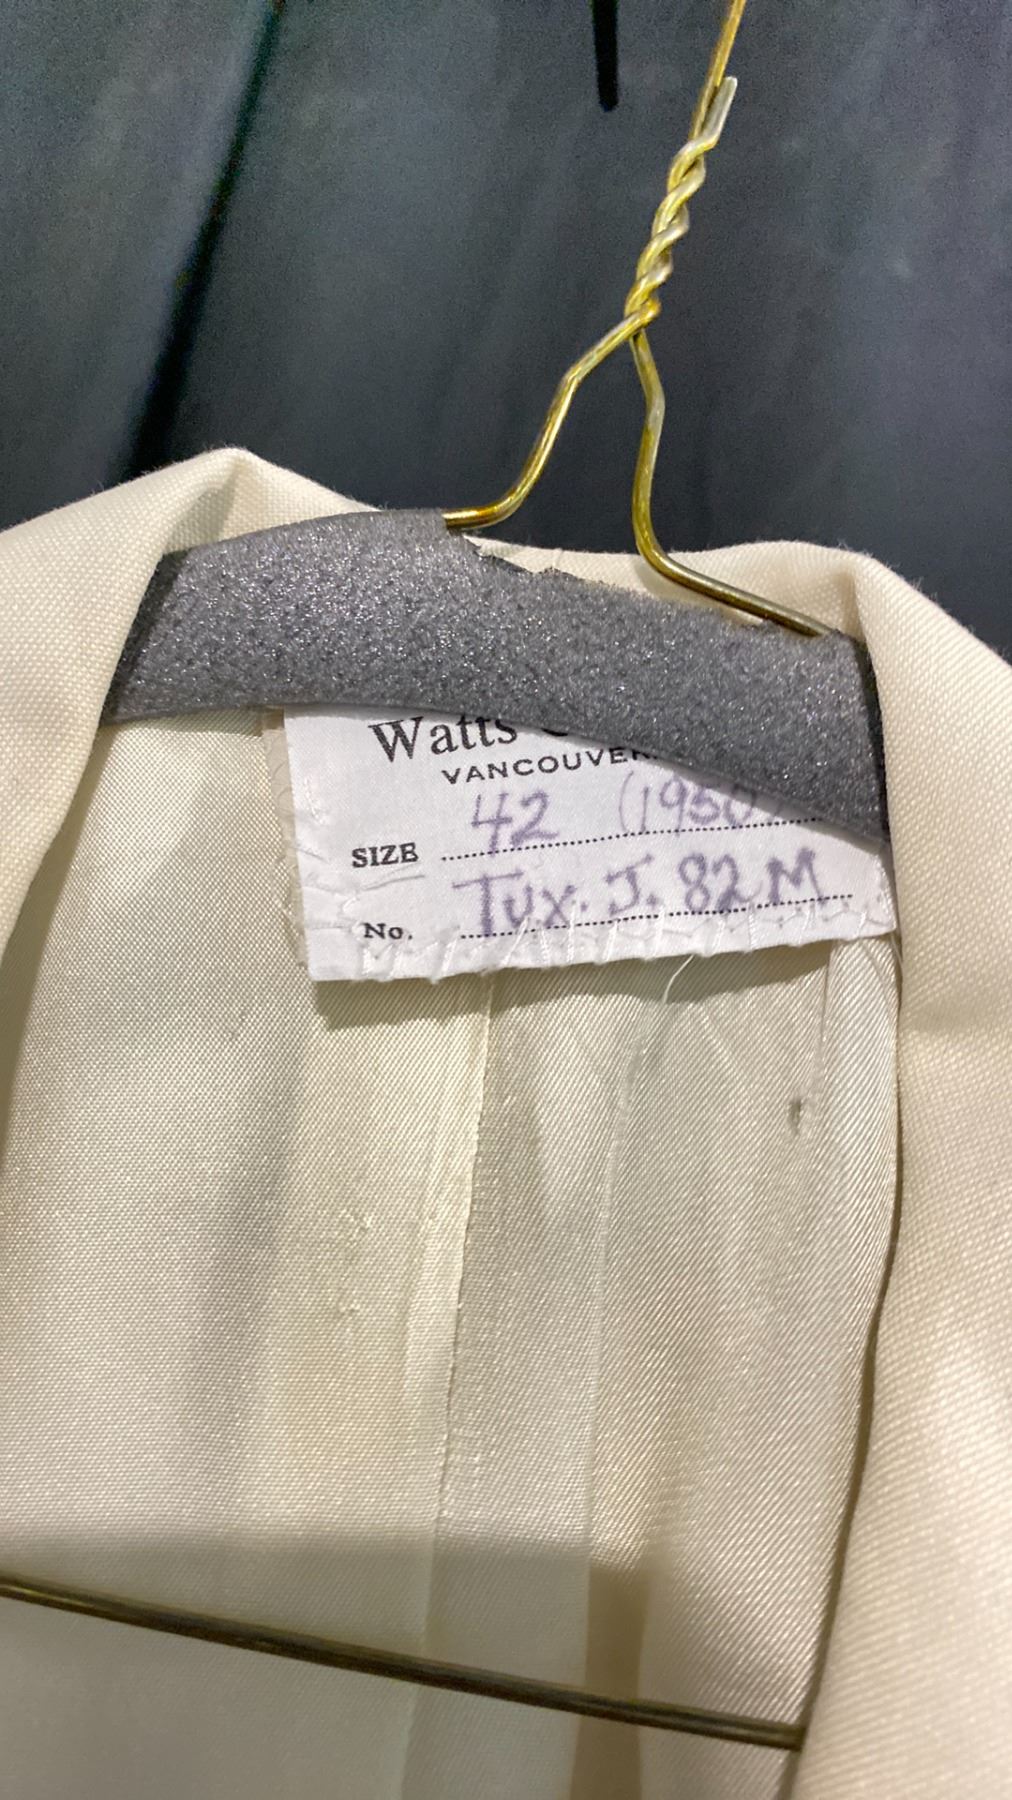 Watts
VANCOUVER
SIZE 42 (1950
No. Tux. J. 82 M